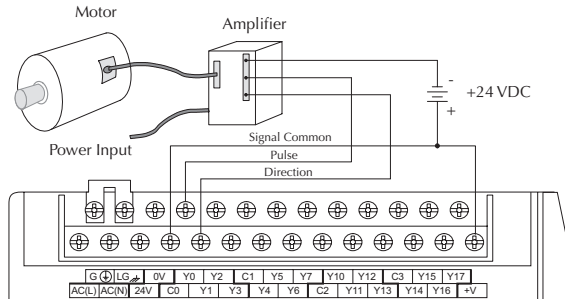 Motor
Amplifier
-
+24 VDC
+
Power Input
Signal Common
Pulse
Direction
G LG 0V Y0 Y2 C1 Y5 Y7 Y10 Y12 C3 Y15 Y17
AC(L) AC(N) 24V C0 Y1 Y3 Y4 Y6 C2 Y11 Y13 Y14 Y16 +V